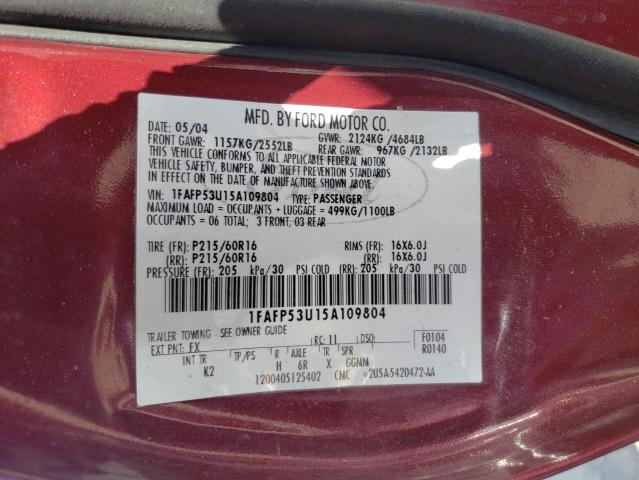 MFD. BY FORD MOTOR CO.
DATE: 05/04 GVWR: 2124KG /4684LB
FRONT GAWR: 1157KG/2552LB REAR GAWR: 967KG /2132LB
THIS VEHICLE CONFORMS TO ALL APPLICABLE FEDERAL MOTOR
VEHICLE SAFETY, BUMPER, AND THEFT PREVENTION STANDARDS
IN EFFECT ON THE DATE OF MANUFACTURE SHOWN ABOVE.
VIN: 1FAFP53U15A109804 TYPE: PASSENGER
MAXIMUM LOAD = OCCUPANTS + LUGGAGE = 499KG/1100LB
OCCUPANTS = 06 TOTAL; 3 FRONT, 03 REAR
TIRE (FR): P215/60R16 RIMS (FR): 16X6.0J
(RR): P215/60R16 (RR): 16X6.0J
PRESSURE (FR): 205 kPa/30 PSI COLD (RR): 205 kPa/30 PSI COLD
1FAFP53U15A109804
TRAILER TOWING - SEE OWNER GUIDE
EXT PNT: FX RC: 11 DSO: F0104
INT TR TP/PS R AXLE TR SPR R0140
K2 H 6R X GGNM
1200405125402 CMC v2U5A-5420472-AA